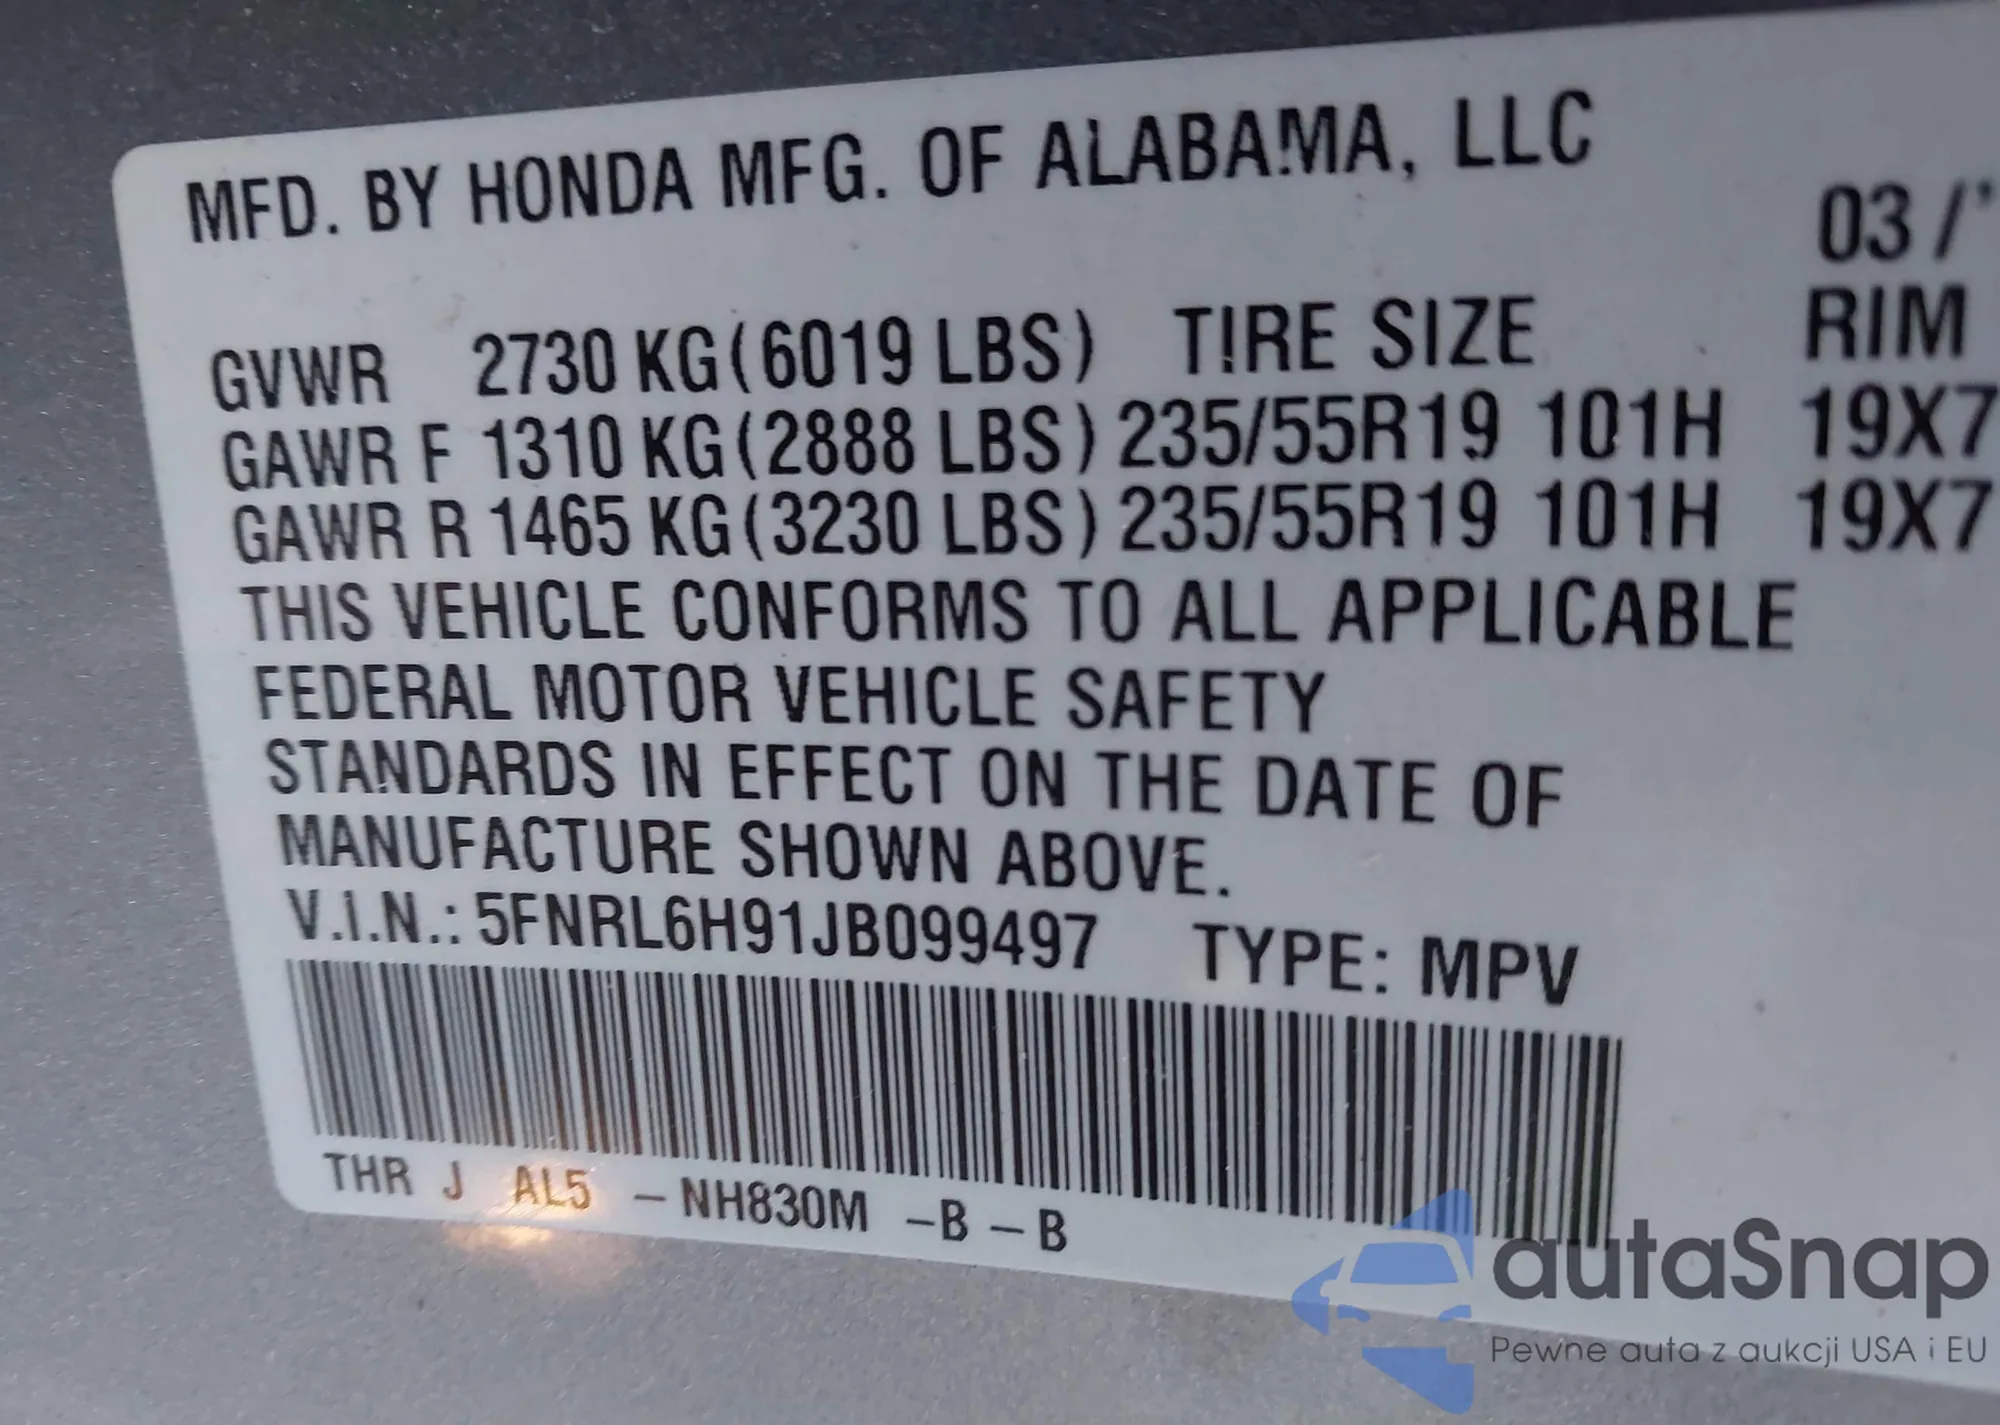 MFD. BY HONDA MFG. OF ALABAMA, LLC
03/'
GVWR 2730 KG(6019 LBS) TIRE SIZE RIM
GAWR F 1310 KG(2888 LBS) 235/55R19 101H 19X7
GAWR R 1465 KG(3230 LBS) 235/55R19 101H 19X7
THIS VEHICLE CONFORMS TO ALL APPLICABLE
FEDERAL MOTOR VEHICLE SAFETY
STANDARDS IN EFFECT ON THE DATE OF
MANUFACTURE SHOWN ABOVE.
V.I.N.: 5FNRL6H91JB099497 TYPE: MPV
THR J AL5 -NH830M -B -B
autaSnap
Pewne auta z aukcji USA i EU